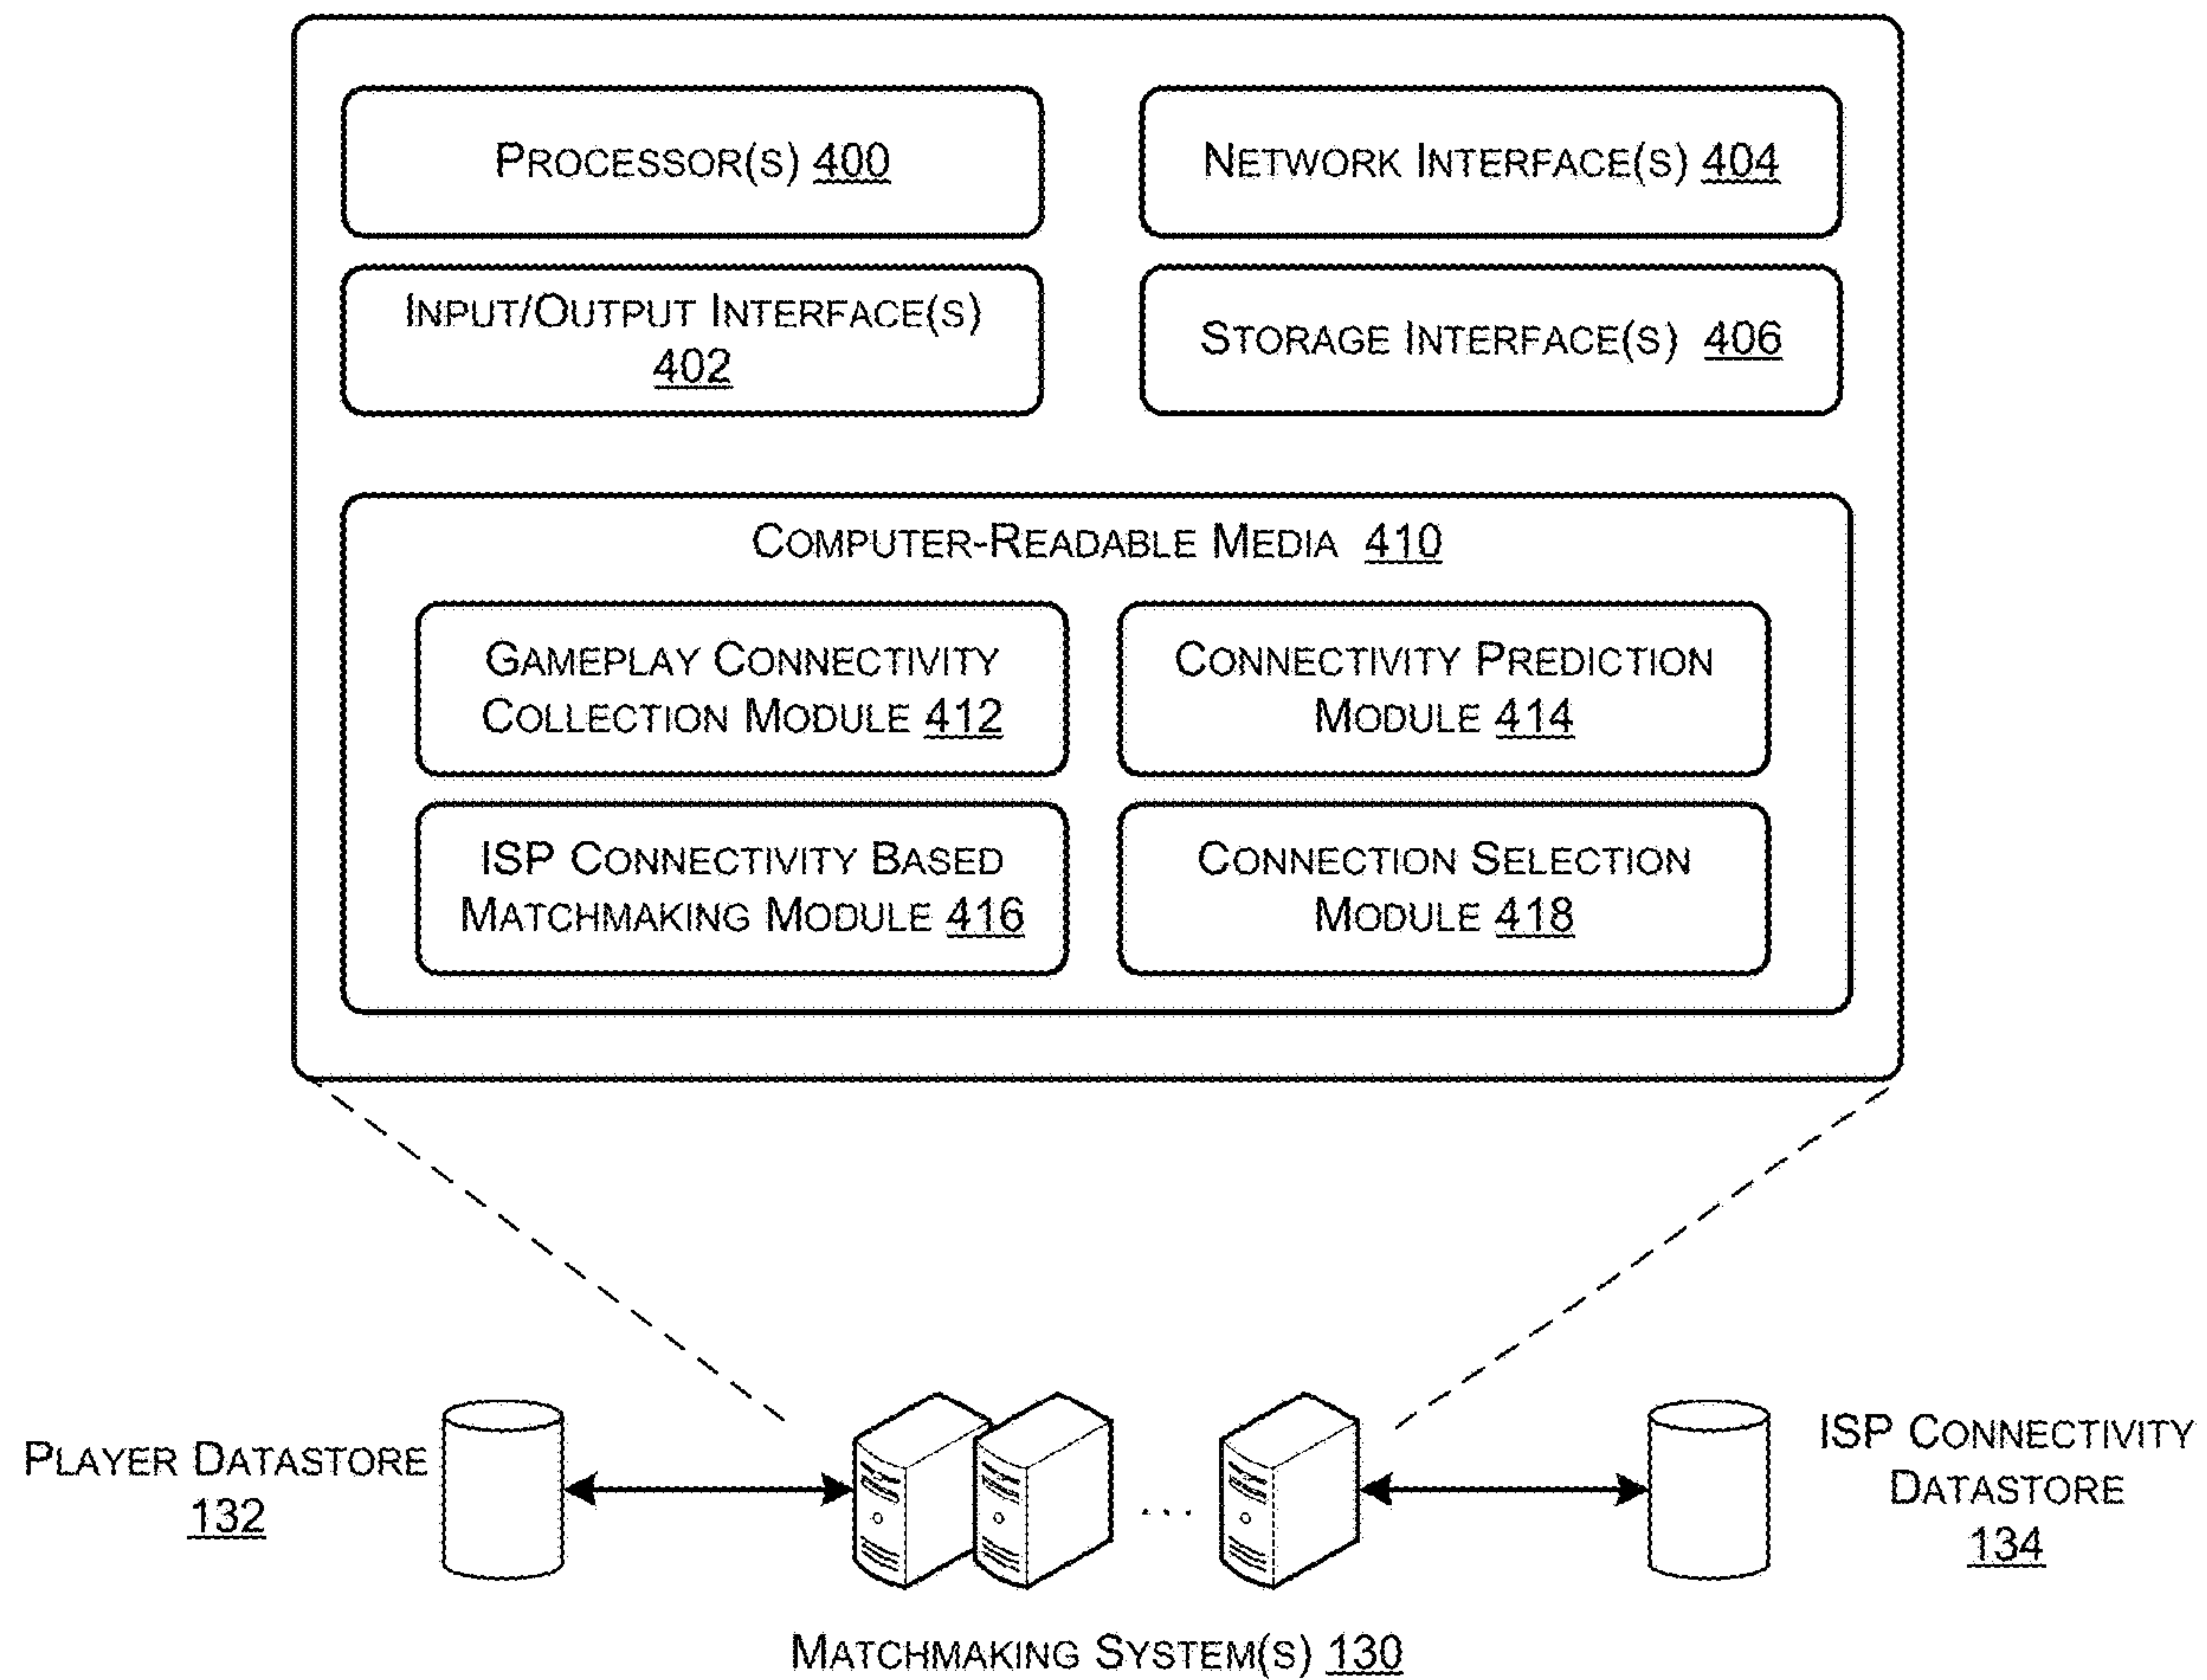 PROCESSOR(S) 400
NETWORK INTERFACE(S) 404
INPUT/OUTPUT INTERFACE(S)
402
STORAGE INTERFACE(S) 406
COMPUTER-READABLE MEDIA 410
GAMEPLAY CONNECTIVITY
COLLECTION MODULE 412
CONNECTIVITY PREDICTION
MODULE 414
ISP CONNECTIVITY BASED
MATCHMAKING MODULE 416
CONNECTION SELECTION
MODULE 418
PLAYER DATASTORE
132
...
ISP CONNECTIVITY
DATASTORE
134
MATCHMAKING SYSTEM(S) 130